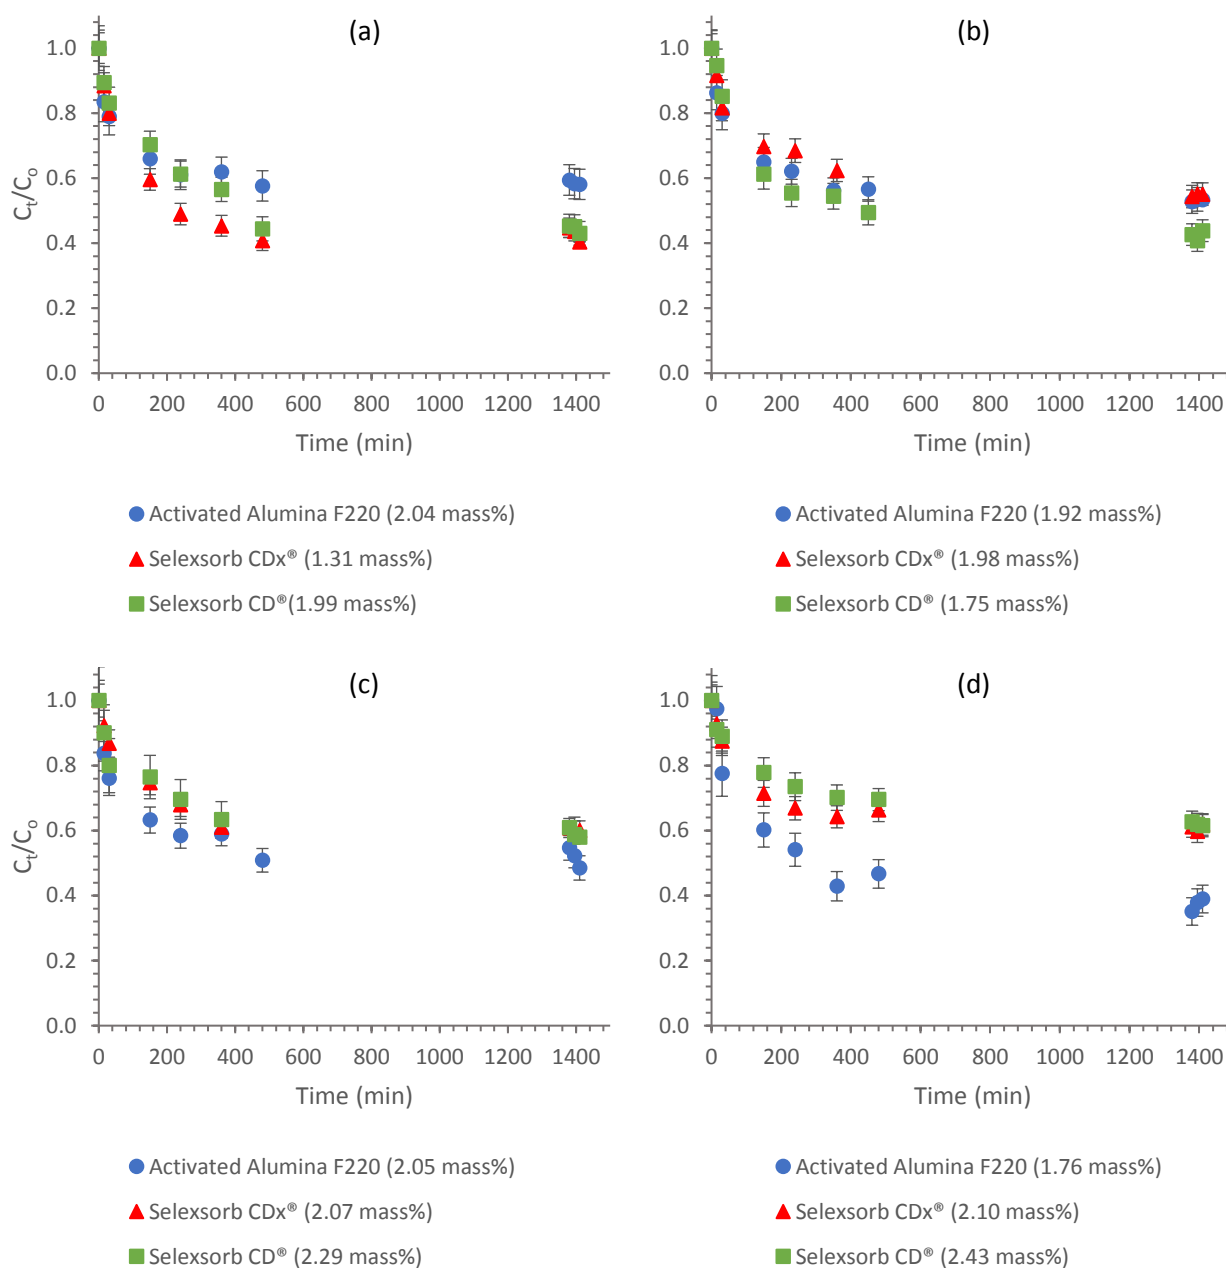 (a)
1.0
0.8
0.6
0.4
0.2
0.0
Ct/Co
0 200 400 600 800 1000 1200 1400
Time (min)
Activated Alumina F220 (2.04 mass%)
Selexsorb CDx® (1.31 mass%)
Selexsorb CD®(1.99 mass%)
(b)
1.0
0.8
0.6
0.4
0.2
0.0
0 200 400 600 800 1000 1200 1400
Time (min)
Activated Alumina F220 (1.92 mass%)
Selexsorb CDx® (1.98 mass%)
Selexsorb CD® (1.75 mass%)
(c)
1.0
0.8
0.6
0.4
0.2
0.0
Ct/Co
0 200 400 600 800 1000 1200 1400
Time (min)
Activated Alumina F220 (2.05 mass%)
Selexsorb CDx® (2.07 mass%)
Selexsorb CD® (2.29 mass%)
(d)
1.0
0.8
0.6
0.4
0.2
0.0
0 200 400 600 800 1000 1200 1400
Time (min)
Activated Alumina F220 (1.76 mass%)
Selexsorb CDx® (2.10 mass%)
Selexsorb CD® (2.43 mass%)